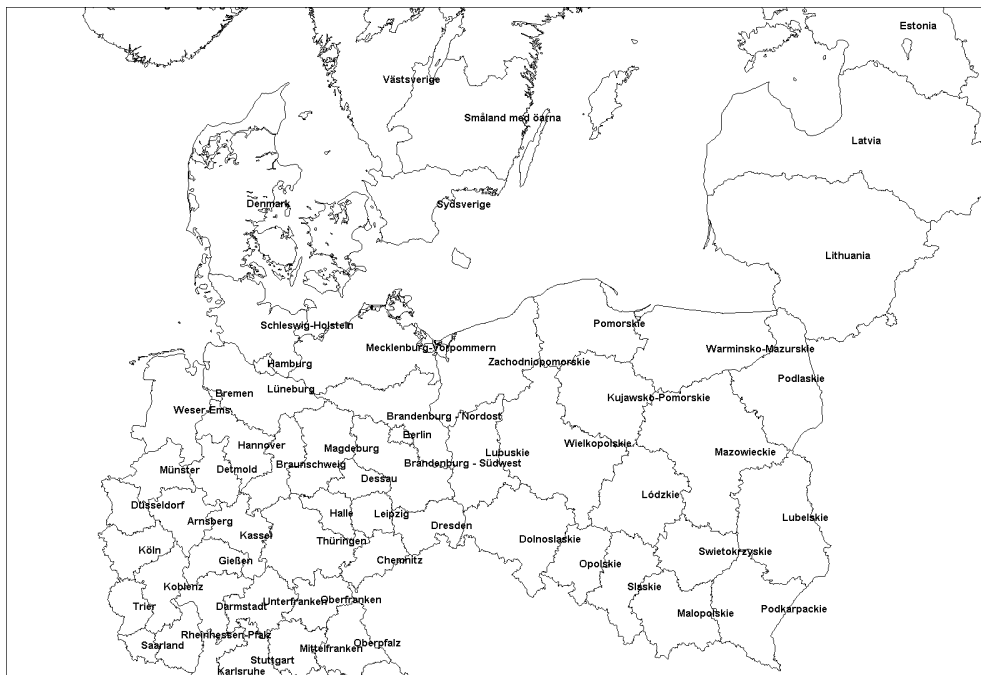 Estonia
Västsverige
Småland med öarna
Latvia
Denmark
Sydsverige
Lithuania
Schleswig-Holstein
Pomorskie
Mecklenburg-Vorpommern
Warminsko-Mazurskie
Hamburg
Zachodniopomorskie
Podlaskie
Lüneburg
Bremen
Kujawsko-Pomorskie
Weser-Ems
Brandenburg - Nordost
Berlin
Hannover
Magdeburg
Wielkopolskie
Lubuskie
Mazowieckie
Braunschweig
Brandenburg - Südwest
Münster
Detmold
Dessau
Lódzkie
Düsseldorf
Halle
Leipzig
Lubelskie
Arnsberg
Dresden
Kassel
Thüringen
Dolnoslaskie
Köln
Swietokrzyskie
Gießen
Chemnitz
Opolskie
Koblenz
Slaskie
Trier
Darmstadt
Unterfranken
Oberfranken
Malopolskie
Podkarpackie
Rheinhessen-Pfalz
Saarland
Oberpfalz
Mittelfranken
Stuttgart
Karlsruhe